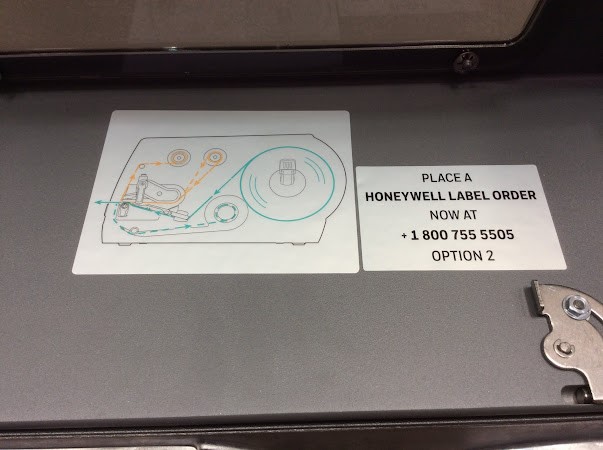 PLACE A
HONEYWELL LABEL ORDER
NOW AT
+ 1 800 755 5505
OPTION 2